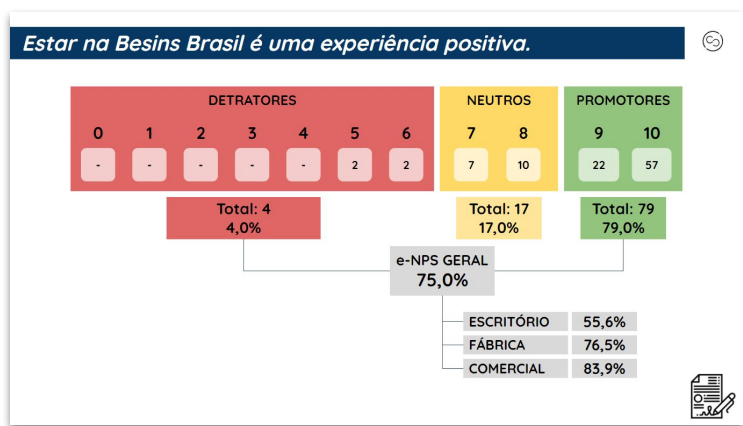 Estar na Besins Brasil é uma experiência positiva.
DETRATORES
NEUTROS
PROMOTORES
0 1 2 3 4 5 6 7 8 9 10
- - - - - 2 2 7 10 22 57
Total: 4
4,0%
Total: 17
17,0%
Total: 79
79,0%
e-NPS GERAL
75,0%
ESCRITÓRIO 55,6%
FÁBRICA 76,5%
COMERCIAL 83,9%